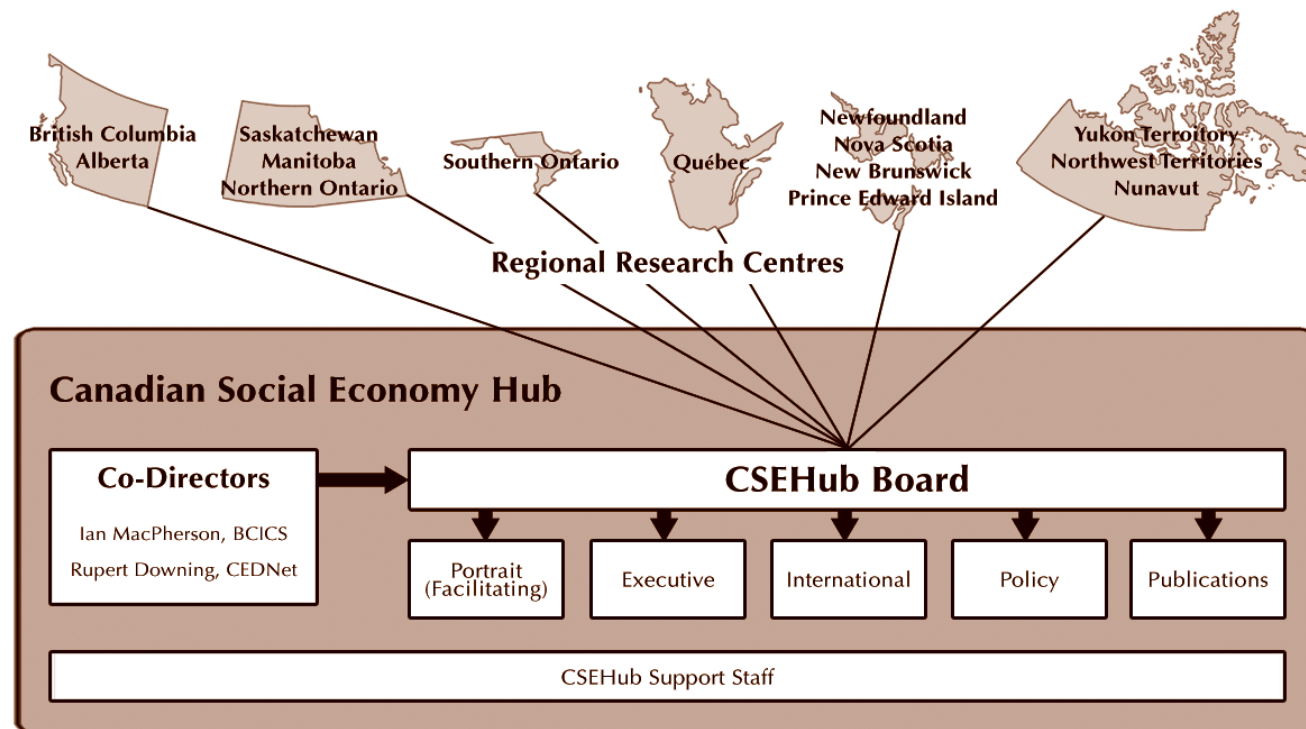 British Columbia
Alberta
Saskatchewan
Manitoba
Northern Ontario
Southern Ontario
Québec
Newfoundland
Nova Scotia
New Brunswick
Prince Edward Island
Yukon Terroitory
Northwest Territories
Nunavut
Regional Research Centres
Canadian Social Economy Hub
Co-Directors
Ian MacPherson, BCICS
Rupert Downing, CEDNet
CSEHub Board
Portrait
(Facilitating)
Executive
International
Policy
Publications
CSEHub Support Staff